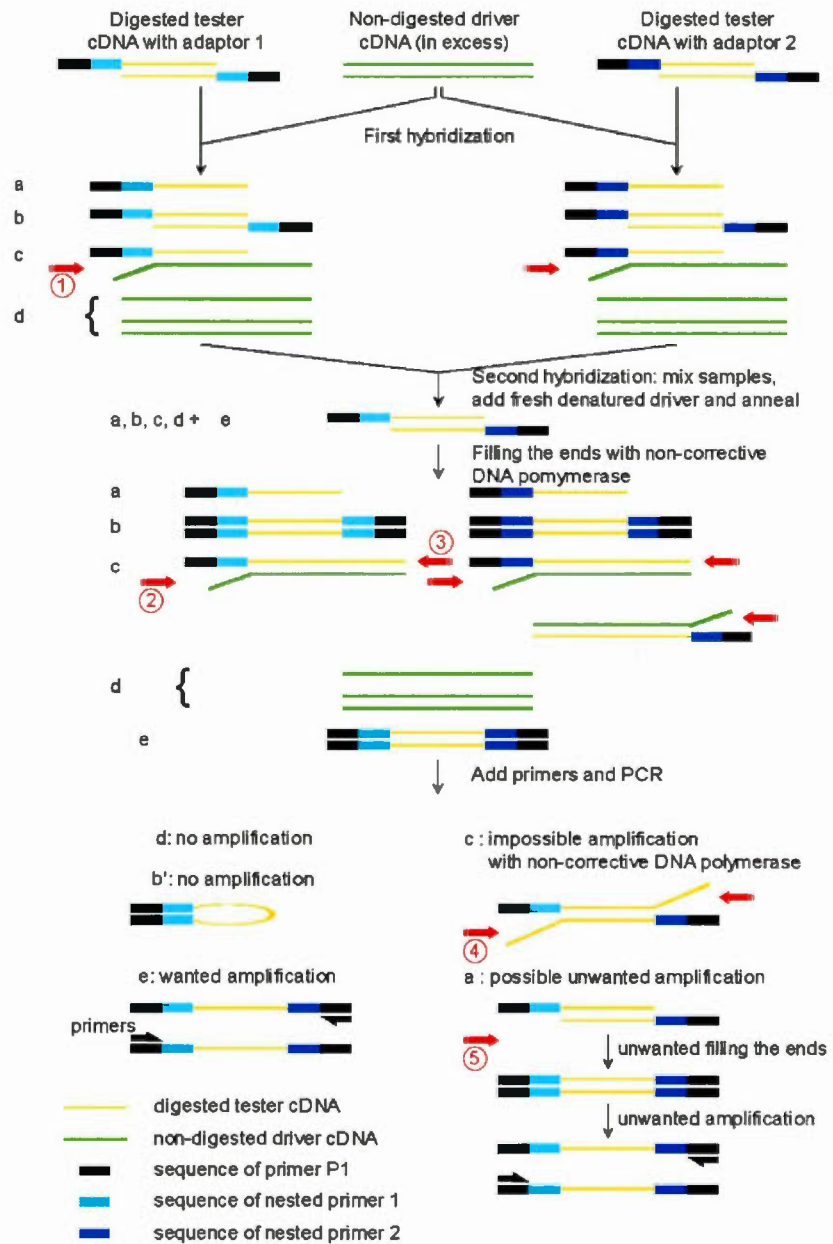 Digested tester
cDNA with adaptor 1
Non-digested driver
cDNA (in excess)
Digested tester
cDNA with adaptor 2
First hybridization
a
b
c
1
d {
Second hybridization: mix samples,
add fresh denatured driver and anneal
a, b, c, d + e
Filling the ends with non-corrective
DNA pomymerase
a
b
c
3
2
d {
e
Add primers and PCR
d: no amplification
b': no amplification
e: wanted amplification
primers
c : impossible amplification
with non-corrective DNA polymerase
4
a : possible unwanted amplification
5
unwanted filling the ends
unwanted amplification
digested tester cDNA
non-digested driver cDNA
sequence of primer P1
sequence of nested primer 1
sequence of nested primer 2